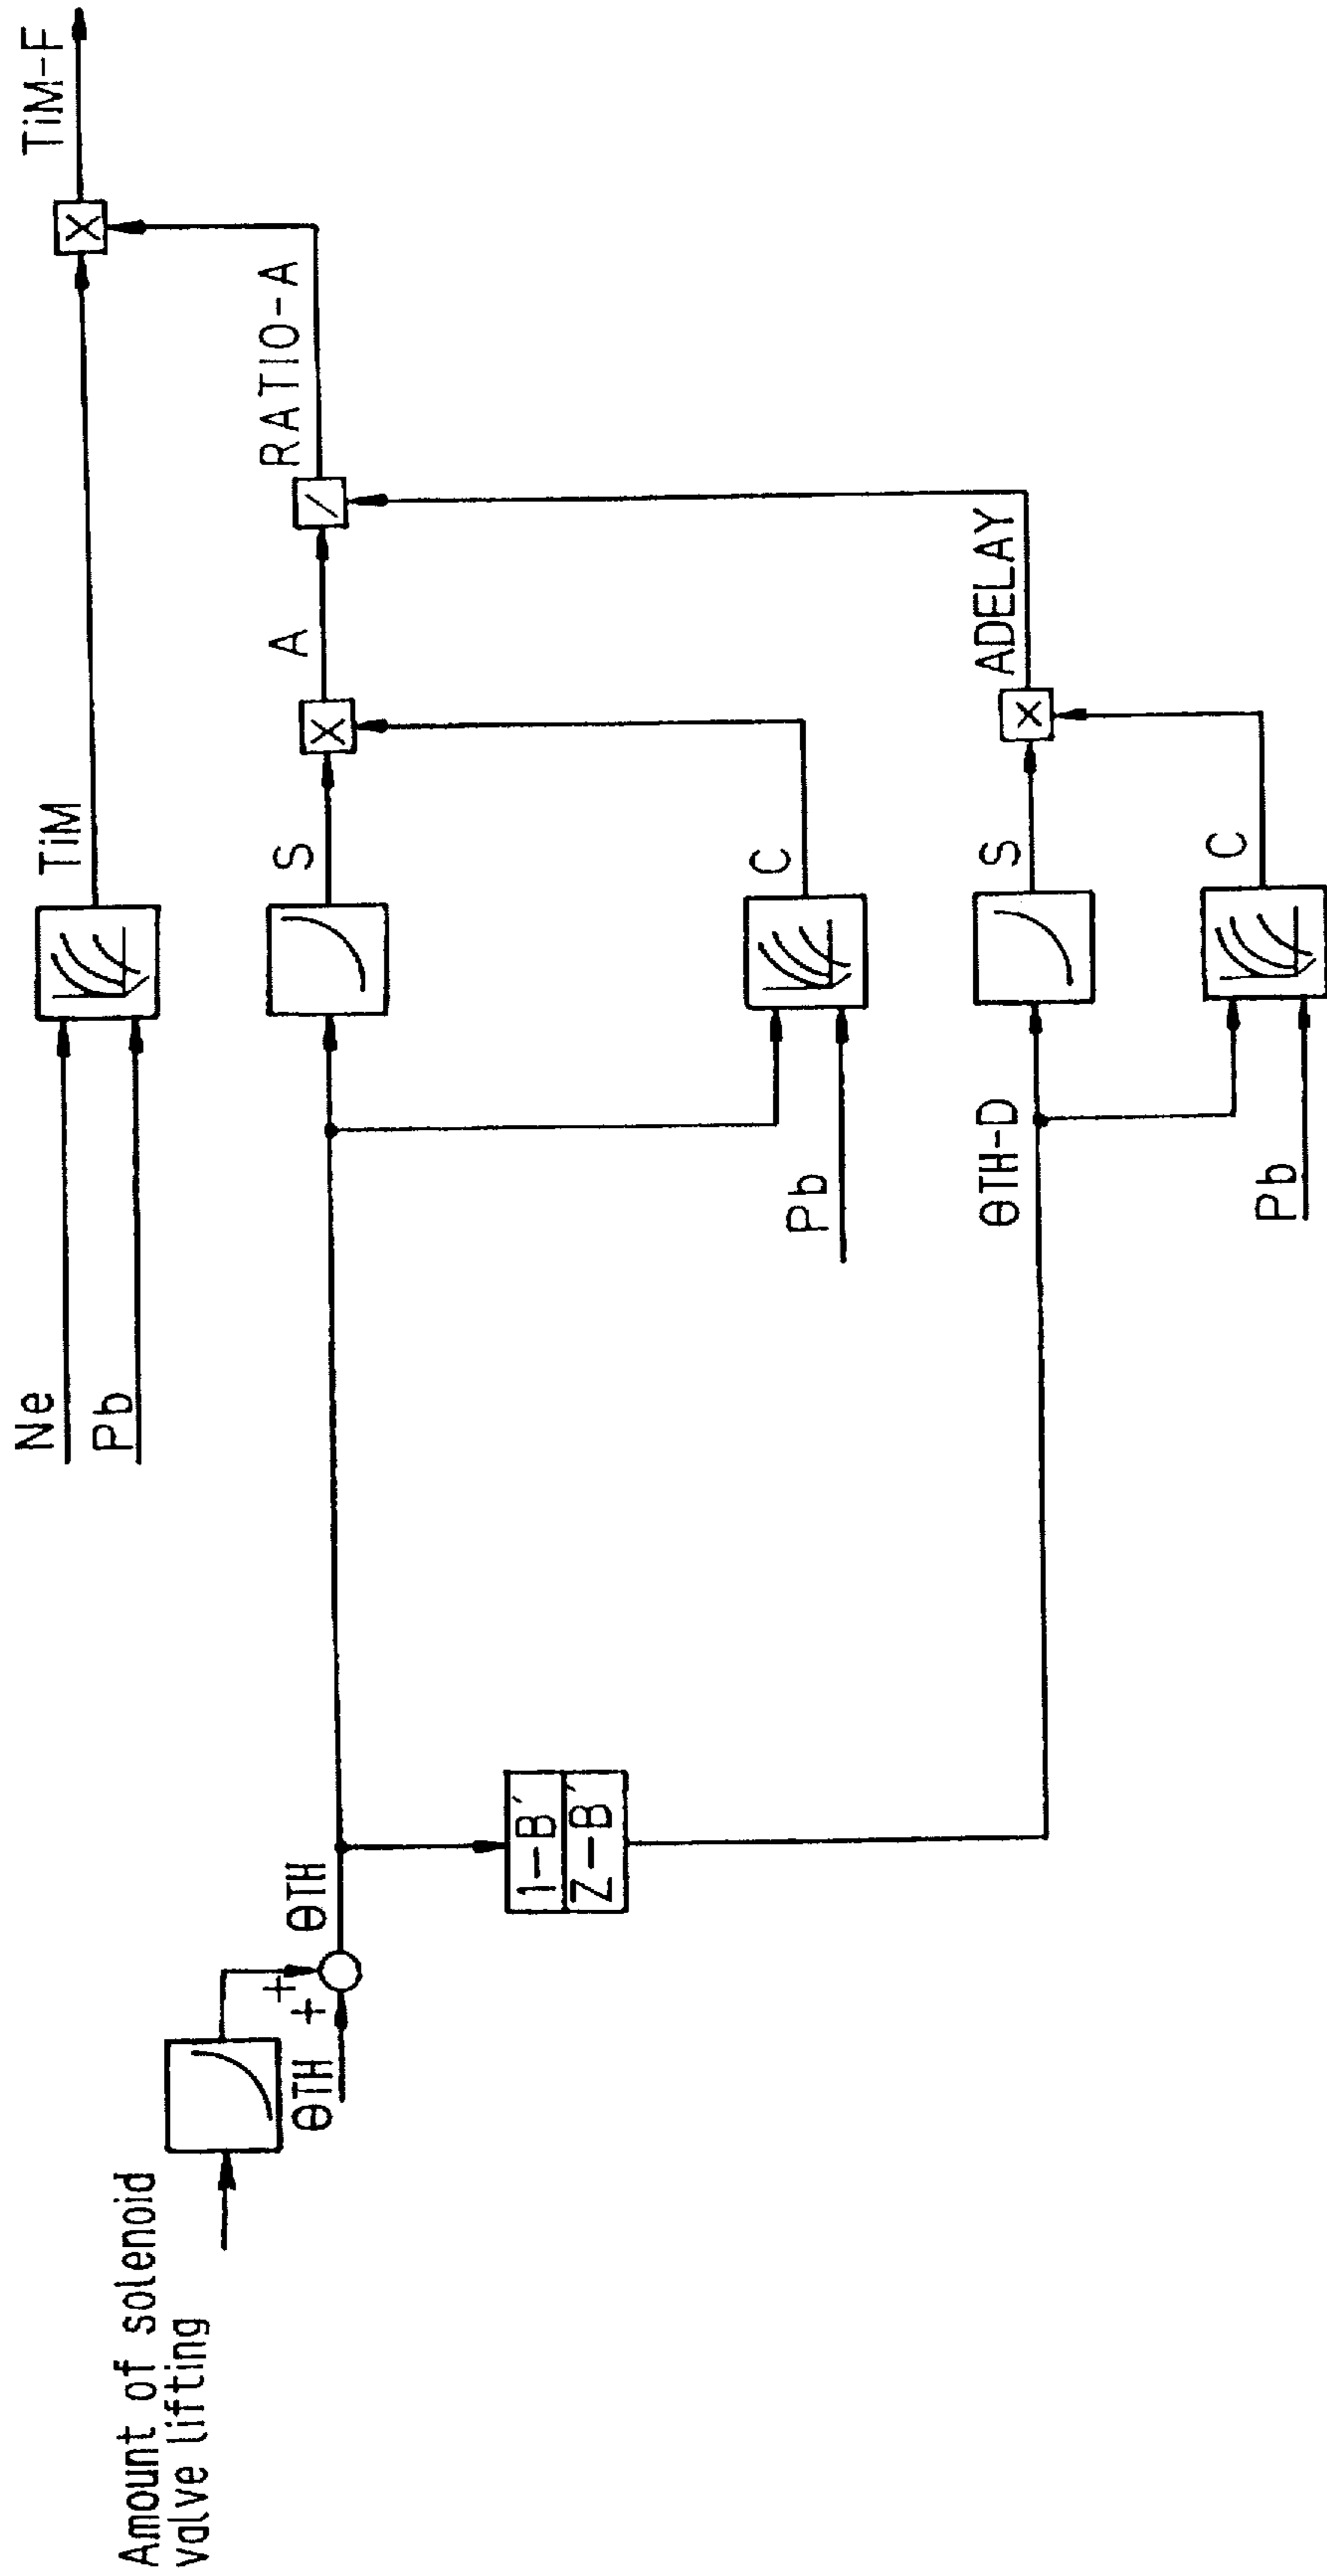 Amount of solenoid
valve lifting
θTH
+
+
θTH
1-B′
Z-B′
Ne
Pb
TiM
X
TiM-F
S
X
A
/
RATIO-A
Pb
C
θTH-D
S
X
ADELAY
Pb
C